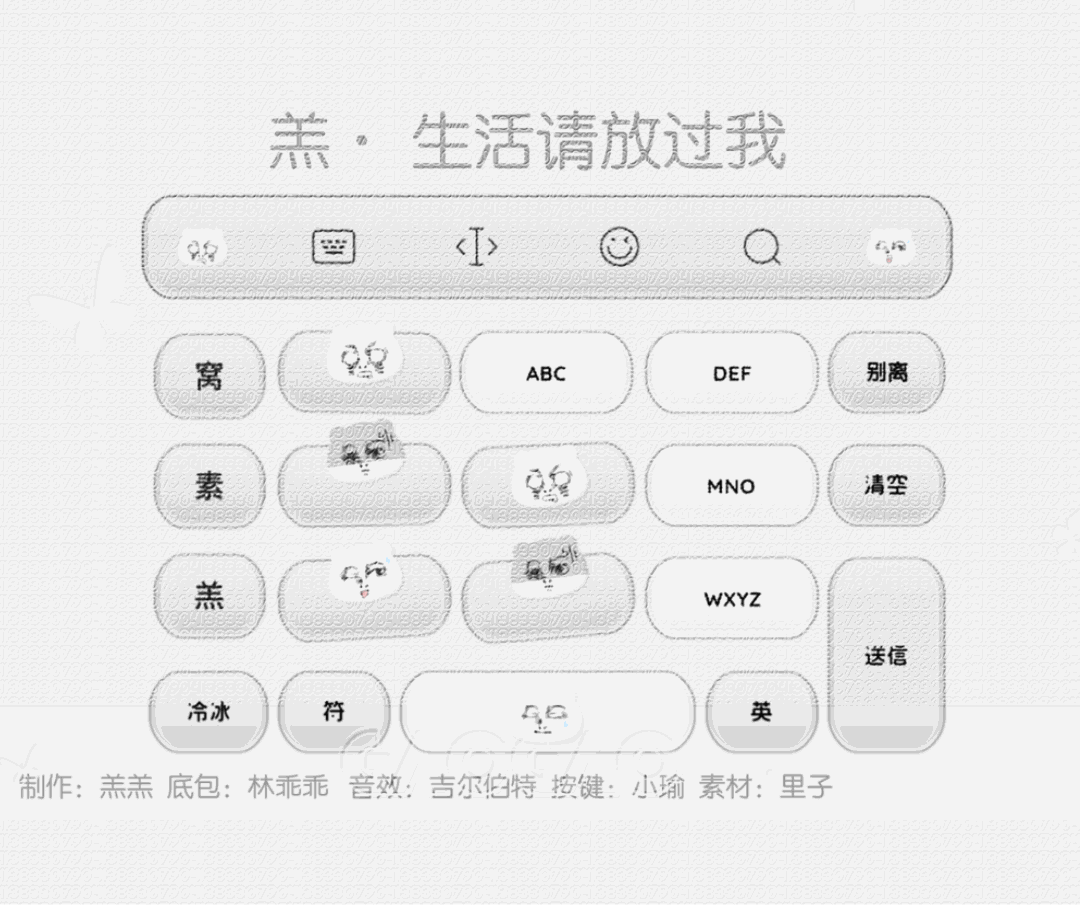 羔· 生活请放过我
窝 ABC DEF 别离
素 MNO 清空
羔 WXYZ
送信
冷冰 符 英
制作：羔羔 底包：林乖乖 音效：吉尔伯特 按键：小瑜 素材：里子